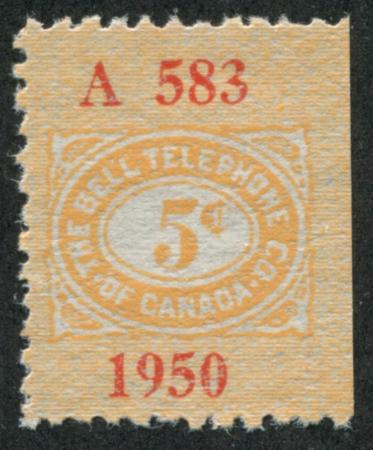 A 583
THE BELL TELEPHONE CO.
OF CANADA.
5¢
1950